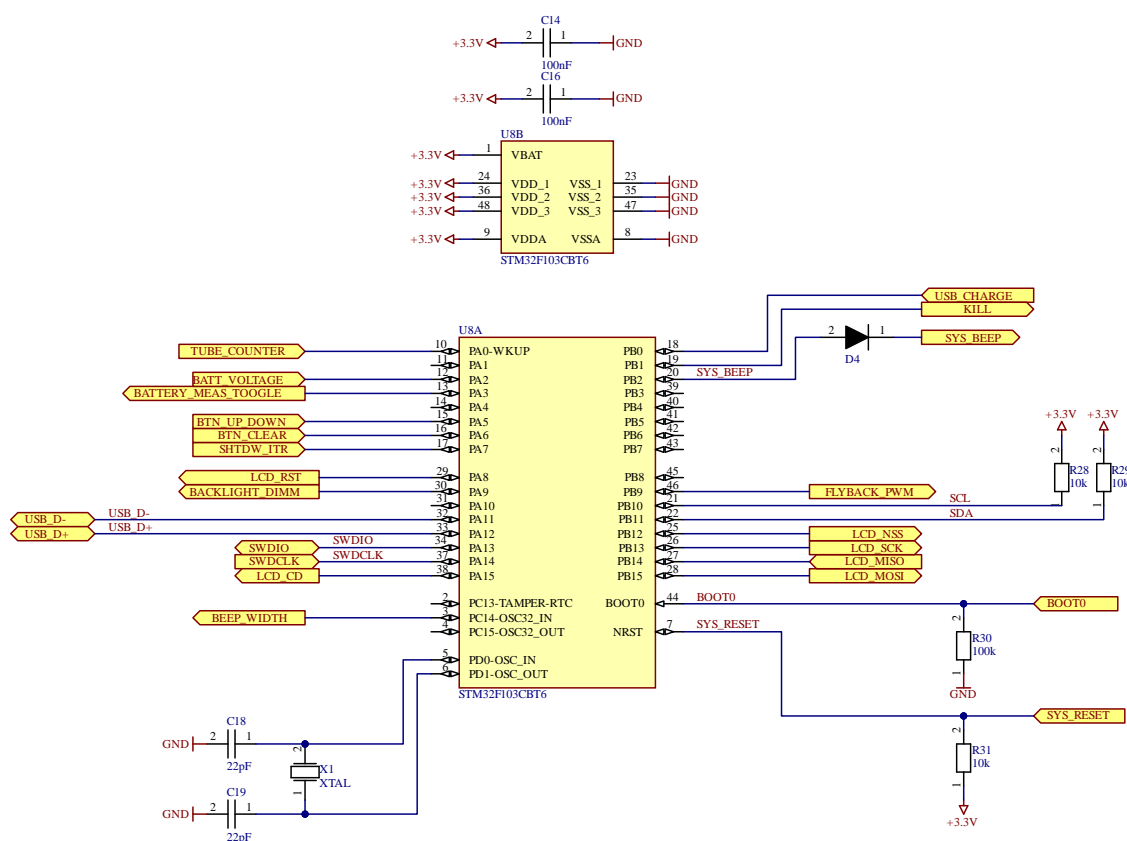 C14
+3.3V 2 1 GND
100nF
C16
+3.3V 2 1 GND
100nF
U8B
+3.3V 1 VBAT
+3.3V 24 VDD_1 VSS_1 23 GND
+3.3V 36 VDD_2 VSS_2 35 GND
+3.3V 48 VDD_3 VSS_3 47 GND
+3.3V 9 VDDA VSSA 8 GND
STM32F103CBT6
USB_CHARGE
KILL
U8A
2 1 SYS_BEEP
D4
TUBE_COUNTER 10 PA0-WKUP PB0 18
11 PA1 PB1 19
BATT_VOLTAGE 12 PA2 PB2 20 SYS_BEEP
BATTERY_MEAS_TOOGLE 13 PA3 PB3 39
14 PA4 PB4 40
BTN_UP_DOWN 15 PA5 PB5 41
BTN_CLEAR 16 PA6 PB6 42
SHTDW_ITR 17 PA7 PB7 43
+3.3V +3.3V
2 2
R28 R29
10k 10k
1 1
LCD_RST 29 PA8 PB8 45
BACKLIGHT_DIMM 30 PA9 PB9 46 FLYBACK_PWM
31 PA10 PB10 21 SCL
USB_D- USB_D- 32 PA11 PB11 22 SDA
USB_D+ USB_D+ 33 PA12 PB12 25 LCD_NSS
SWDIO SWDIO 34 PA13 PB13 26 LCD_SCK
SWDCLK SWDCLK 37 PA14 PB14 27 LCD_MISO
LCD_CD 38 PA15 PB15 28 LCD_MOSI
2 PC13-TAMPER-RTC BOOT0 44 BOOT0 BOOT0
BEEP_WIDTH 3 PC14-OSC32_IN
4 PC15-OSC32_OUT NRST 7 SYS_RESET
2
R30
100k
1
GND
5 PD0-OSC_IN
6 PD1-OSC_OUT
STM32F103CBT6
SYS_RESET
2
R31
10k
1
+3.3V
C18
GND 2 1
22pF
2
X1
XTAL
1
C19
GND 2 1
22pF